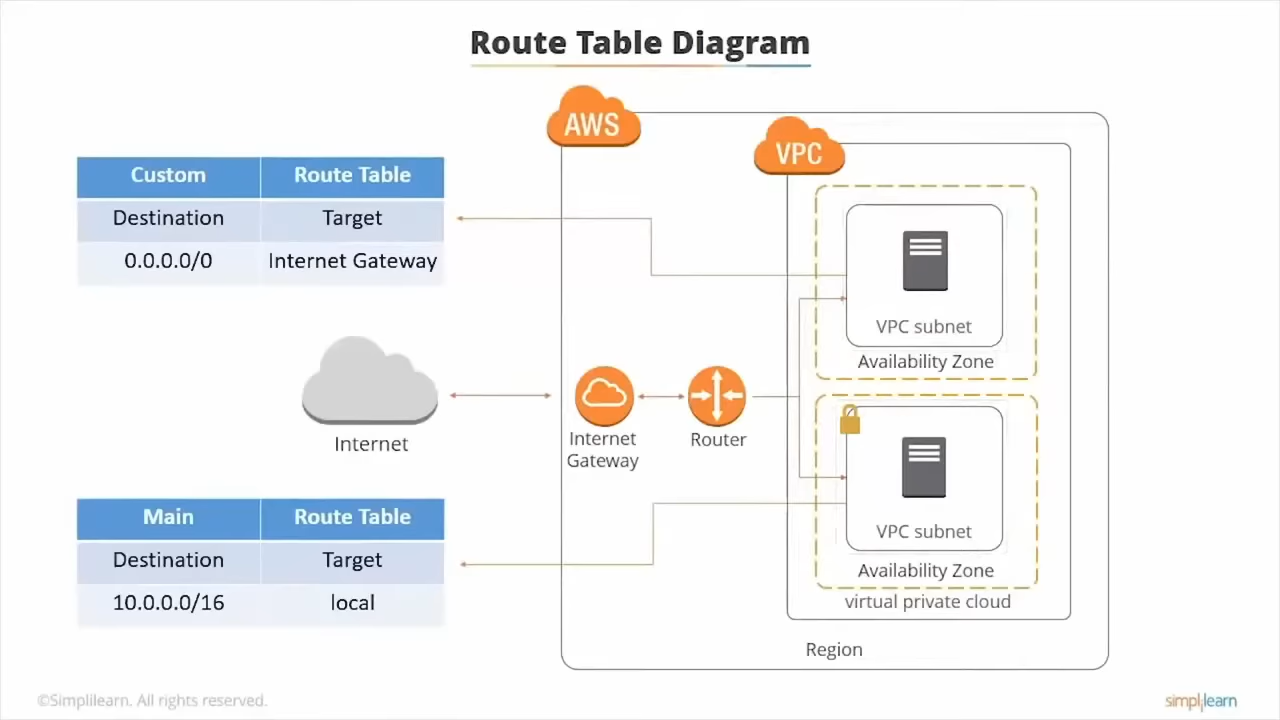 Route Table Diagram
AWS
VPC
Custom Route Table
Destination Target
0.0.0.0/0 Internet Gateway
VPC subnet
Availability Zone
Internet
Internet
Gateway
Router
Main Route Table
Destination Target
10.0.0.0/16 local
VPC subnet
Availability Zone
virtual private cloud
Region
©Simplilearn. All rights reserved.
simplilearn